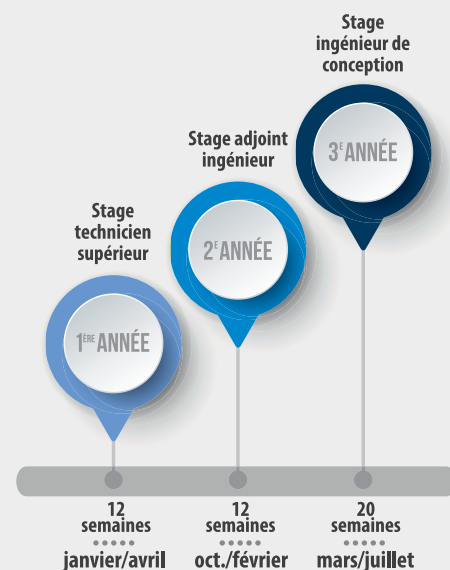 Stage
ingénieur de
conception
3E ANNÉE
Stage adjoint
ingénieur
2E ANNÉE
Stage
technicien
supérieur
1ÈRE ANNÉE
12
semaines
janvier/avril
12
semaines
oct./février
20
semaines
mars/juillet